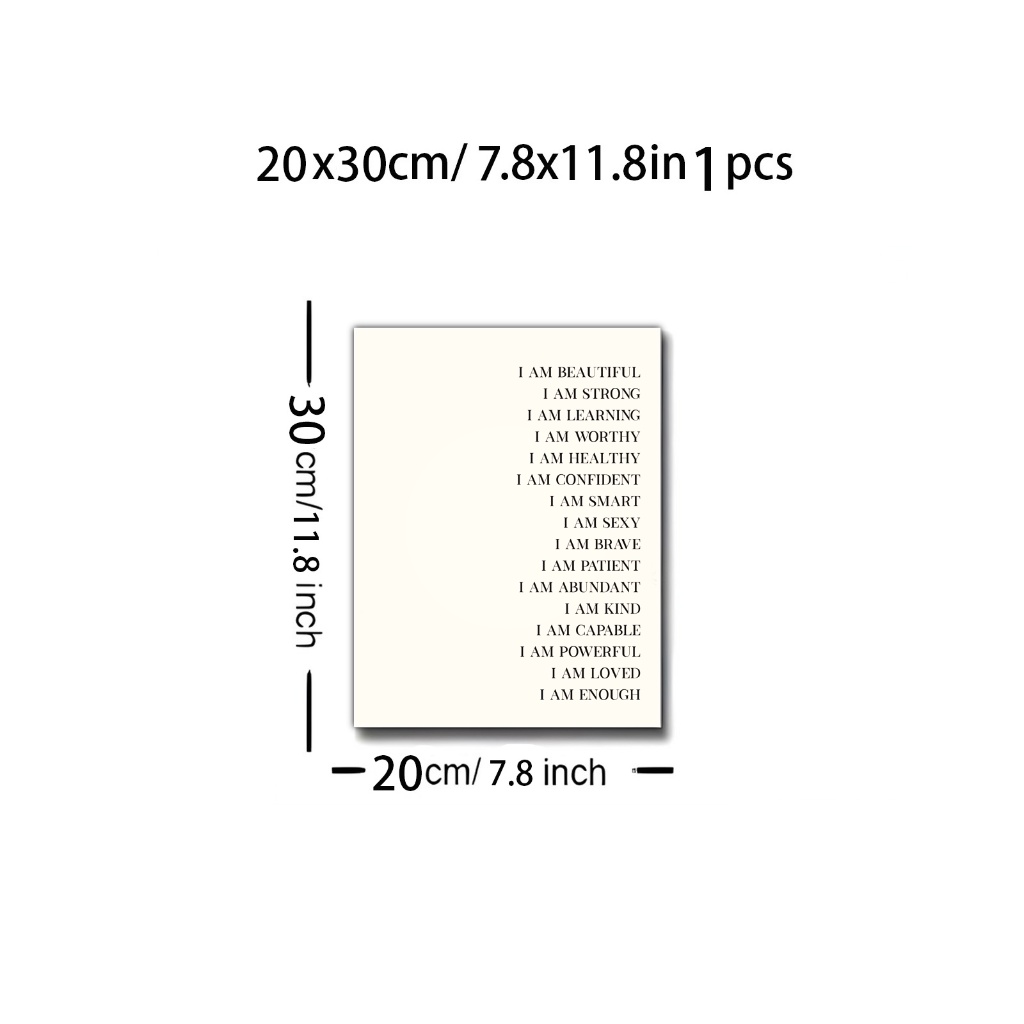 20x30cm/ 7.8x11.8in 1 pcs
30cm/11.8 inch
I AM BEAUTIFUL
I AM STRONG
I AM LEARNING
I AM WORTHY
I AM HEALTHY
I AM CONFIDENT
I AM SMART
I AM SEXY
I AM BRAVE
I AM PATIENT
I AM ABUNDANT
I AM KIND
I AM CAPABLE
I AM POWERFUL
I AM LOVED
I AM ENOUGH
20cm/ 7.8 inch